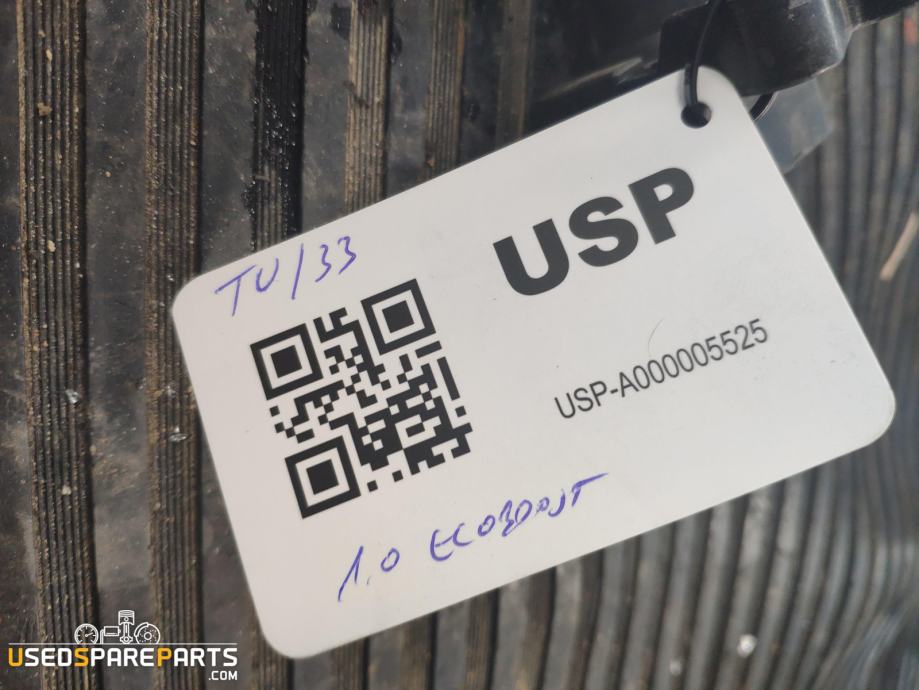 USP
TU/33
USP-A000005525
1.0 ECOBOOST
USEDSPAREPARTS
.COM